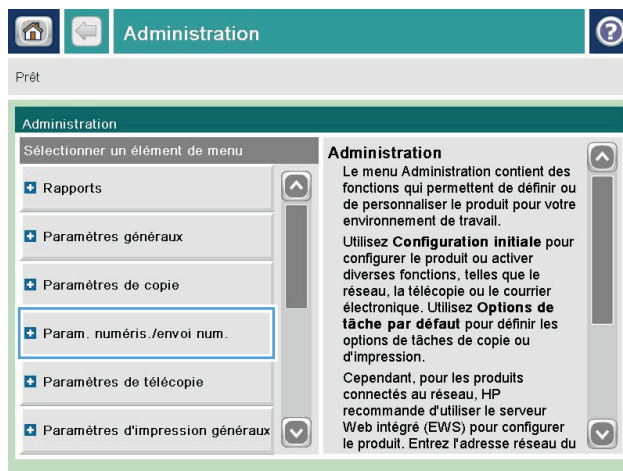 Administration
?
Prêt
Administration
Sélectionner un élément de menu
Rapports
Paramètres généraux
Paramètres de copie
Param. numéris./envoi num.
Paramètres de télécopie
Paramètres d'impression généraux
Administration
Le menu Administration contient des
fonctions qui permettent de définir ou
de personnaliser le produit pour votre
environnement de travail.
Utilisez Configuration initiale pour
configurer le produit ou activer
diverses fonctions, telles que le
réseau, la télécopie ou le courrier
électronique. Utilisez Options de
tâche par défaut pour définir les
options de tâches de copie ou
d'impression.
Cependant, pour les produits
connectés au réseau, HP
recommande d'utiliser le serveur
Web intégré (EWS) pour configurer
le produit. Entrez l'adresse réseau du